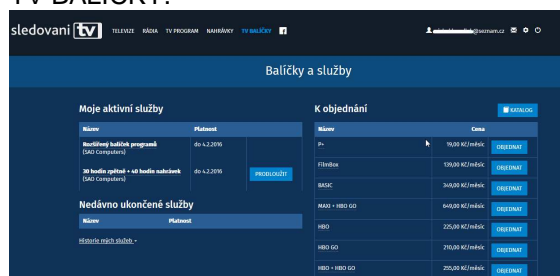 TV BALÍČKY:
sledovani tv TELEVIZE RÁDIA TV PROGRAM NAHRÁVKY TV BALÍČKY f @seznam.cz
Balíčky a služby
Moje aktivní služby
Název Platnost
Rozšířený balíček programů do 4.2.2016
(SAO Computers)
30 hodin zpětně + 40 hodin nahrávek do 4.2.2016 PRODLOUŽIT
(SAO Computers)
Nedávno ukončené služby
Název Platnost
Historie mých služeb
K objednání KATALOG
Název Cena
P+ 19,00 Kč/měsíc OBJEDNAT
FilmBox 139,00 Kč/měsíc OBJEDNAT
BASIC 349,00 Kč/měsíc OBJEDNAT
MAXI + HBO GO 649,00 Kč/měsíc OBJEDNAT
HBO 225,00 Kč/měsíc OBJEDNAT
HBO GO 210,00 Kč/měsíc OBJEDNAT
HBO + HBO GO 255,00 Kč/měsíc OBJEDNAT